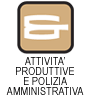 &
ATTIVITA'
PRODUTTIVE
E POLIZIA
AMMINISTRATIVA